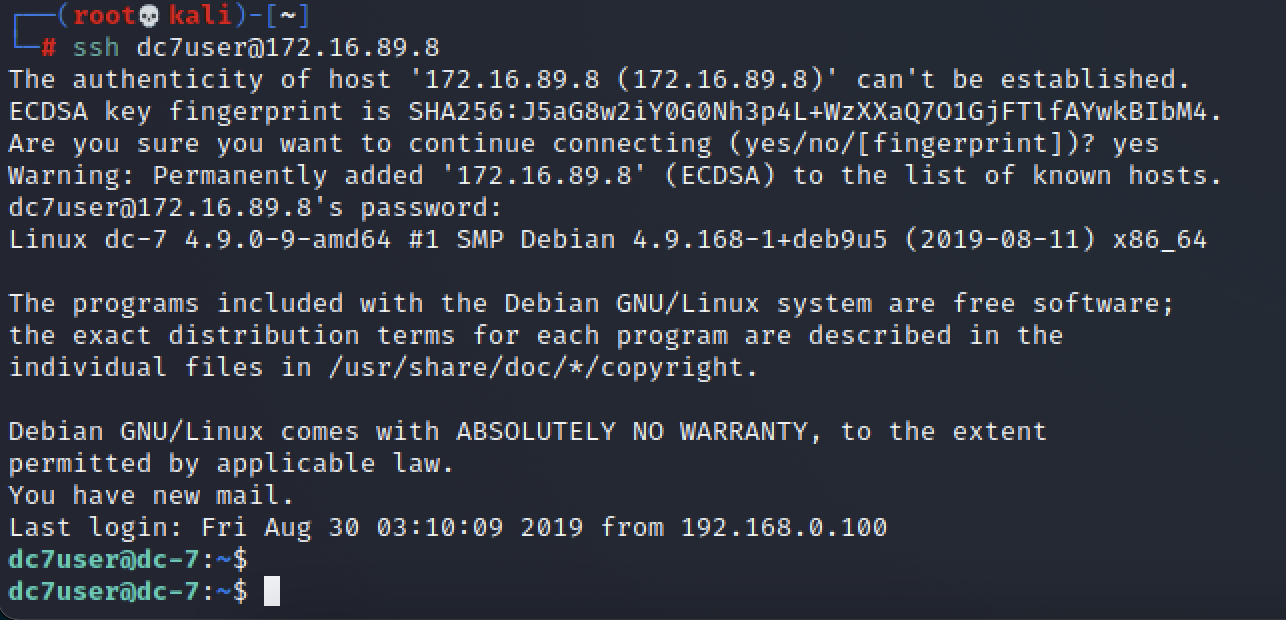 ┌──(root💀kali)-[~]
└─# ssh dc7user@172.16.89.8
The authenticity of host '172.16.89.8 (172.16.89.8)' can't be established.
ECDSA key fingerprint is SHA256:J5aG8w2iY0G0Nh3p4L+WzXXaQ7O1GjFTlfAYwkBIbM4.
Are you sure you want to continue connecting (yes/no/[fingerprint])? yes
Warning: Permanently added '172.16.89.8' (ECDSA) to the list of known hosts.
dc7user@172.16.89.8's password:
Linux dc-7 4.9.0-9-amd64 #1 SMP Debian 4.9.168-1+deb9u5 (2019-08-11) x86_64
The programs included with the Debian GNU/Linux system are free software;
the exact distribution terms for each program are described in the
individual files in /usr/share/doc/*/copyright.
Debian GNU/Linux comes with ABSOLUTELY NO WARRANTY, to the extent
permitted by applicable law.
You have new mail.
Last login: Fri Aug 30 03:10:09 2019 from 192.168.0.100
dc7user@dc-7:~$
dc7user@dc-7:~$